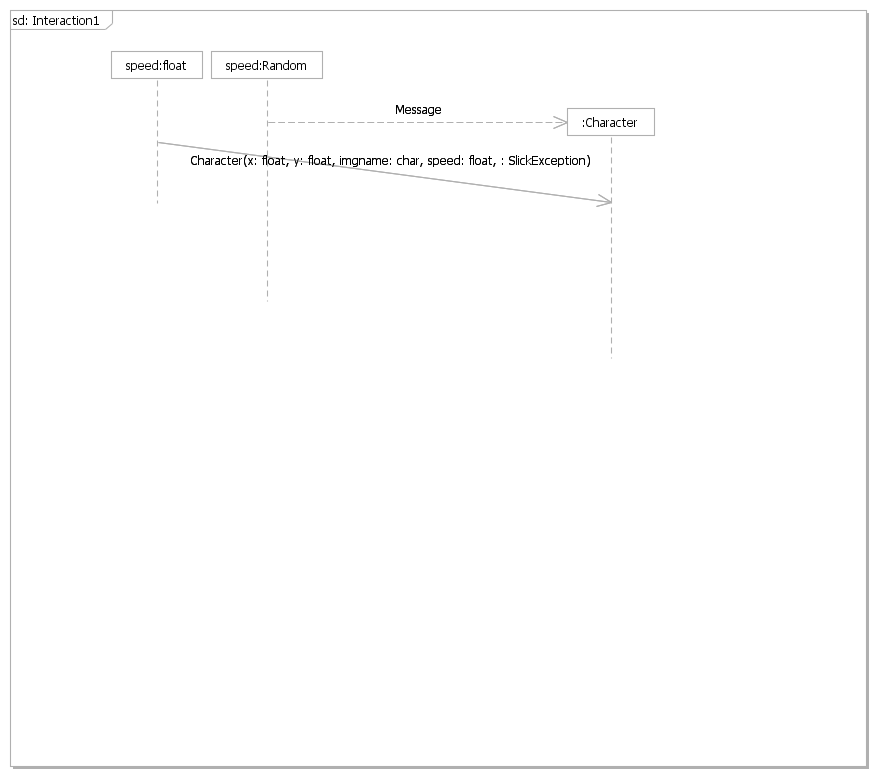 sd: Interaction1
speed:float
speed:Random
Message
:Character
Character(x: float, y: float, imgname: char, speed: float, : SlickException)